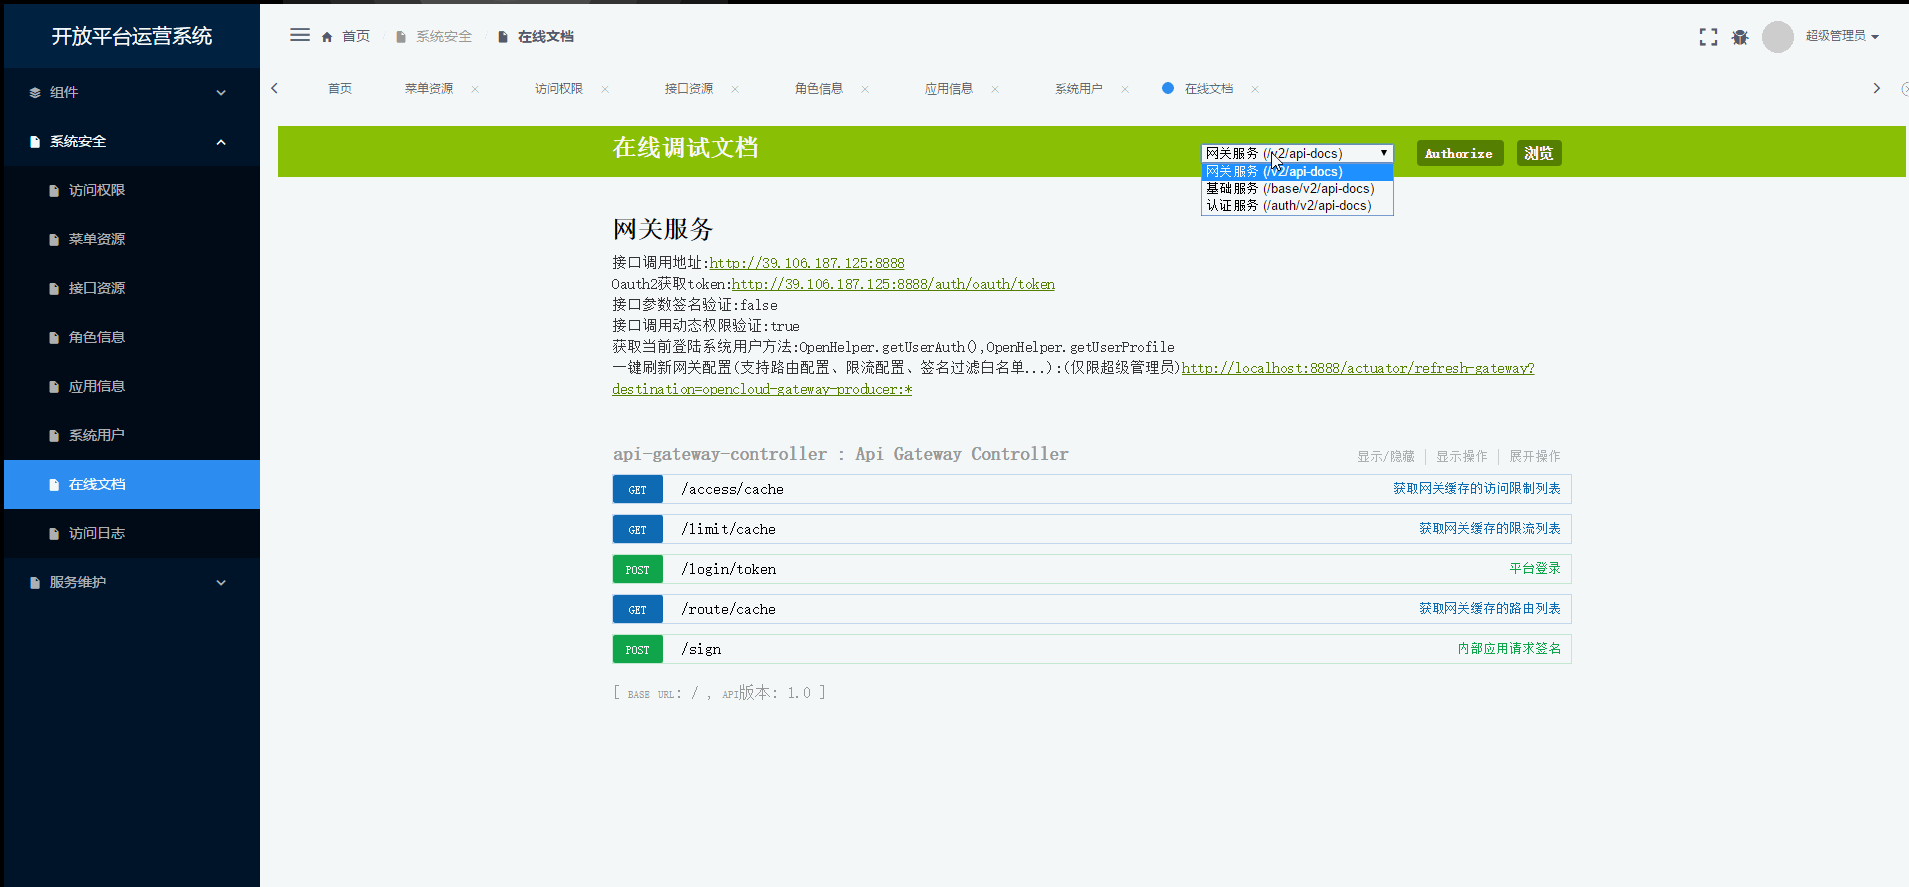 开放平台运营系统
首页 系统安全 在线文档
超级管理员
组件
系统安全
访问权限
菜单资源
接口资源
角色信息
应用信息
系统用户
在线文档
访问日志
服务维护
首页 菜单资源 访问权限 接口资源 角色信息 应用信息 系统用户 在线文档
在线调试文档
网关服务 (/v2/api-docs)
Authorize 浏览
网关服务 (/v2/api-docs)
基础服务 (/base/v2/api-docs)
认证服务 (/auth/v2/api-docs)
网关服务
接口调用地址:http://39.106.187.125:8888
Oauth2获取token:http://39.106.187.125:8888/auth/oauth/token
接口参数签名验证:false
接口调用动态权限验证:true
获取当前登陆系统用户方法:OpenHelper.getUserAuth(),OpenHelper.getUserProfile
一键刷新网关配置(支持路由配置、限流配置、签名过滤白名单...):(仅限超级管理员)http://localhost:8888/actuator/refresh-gateway?
destination=opencloud-gateway-producer:*
api-gateway-controller : Api Gateway Controller
显示/隐藏 | 显示操作 | 展开操作
GET /access/cache 获取网关缓存的访问限制列表
GET /limit/cache 获取网关缓存的限流列表
POST /login/token 平台登录
GET /route/cache 获取网关缓存的路由列表
POST /sign 内部应用请求签名
[ BASE URL: / , API版本: 1.0 ]